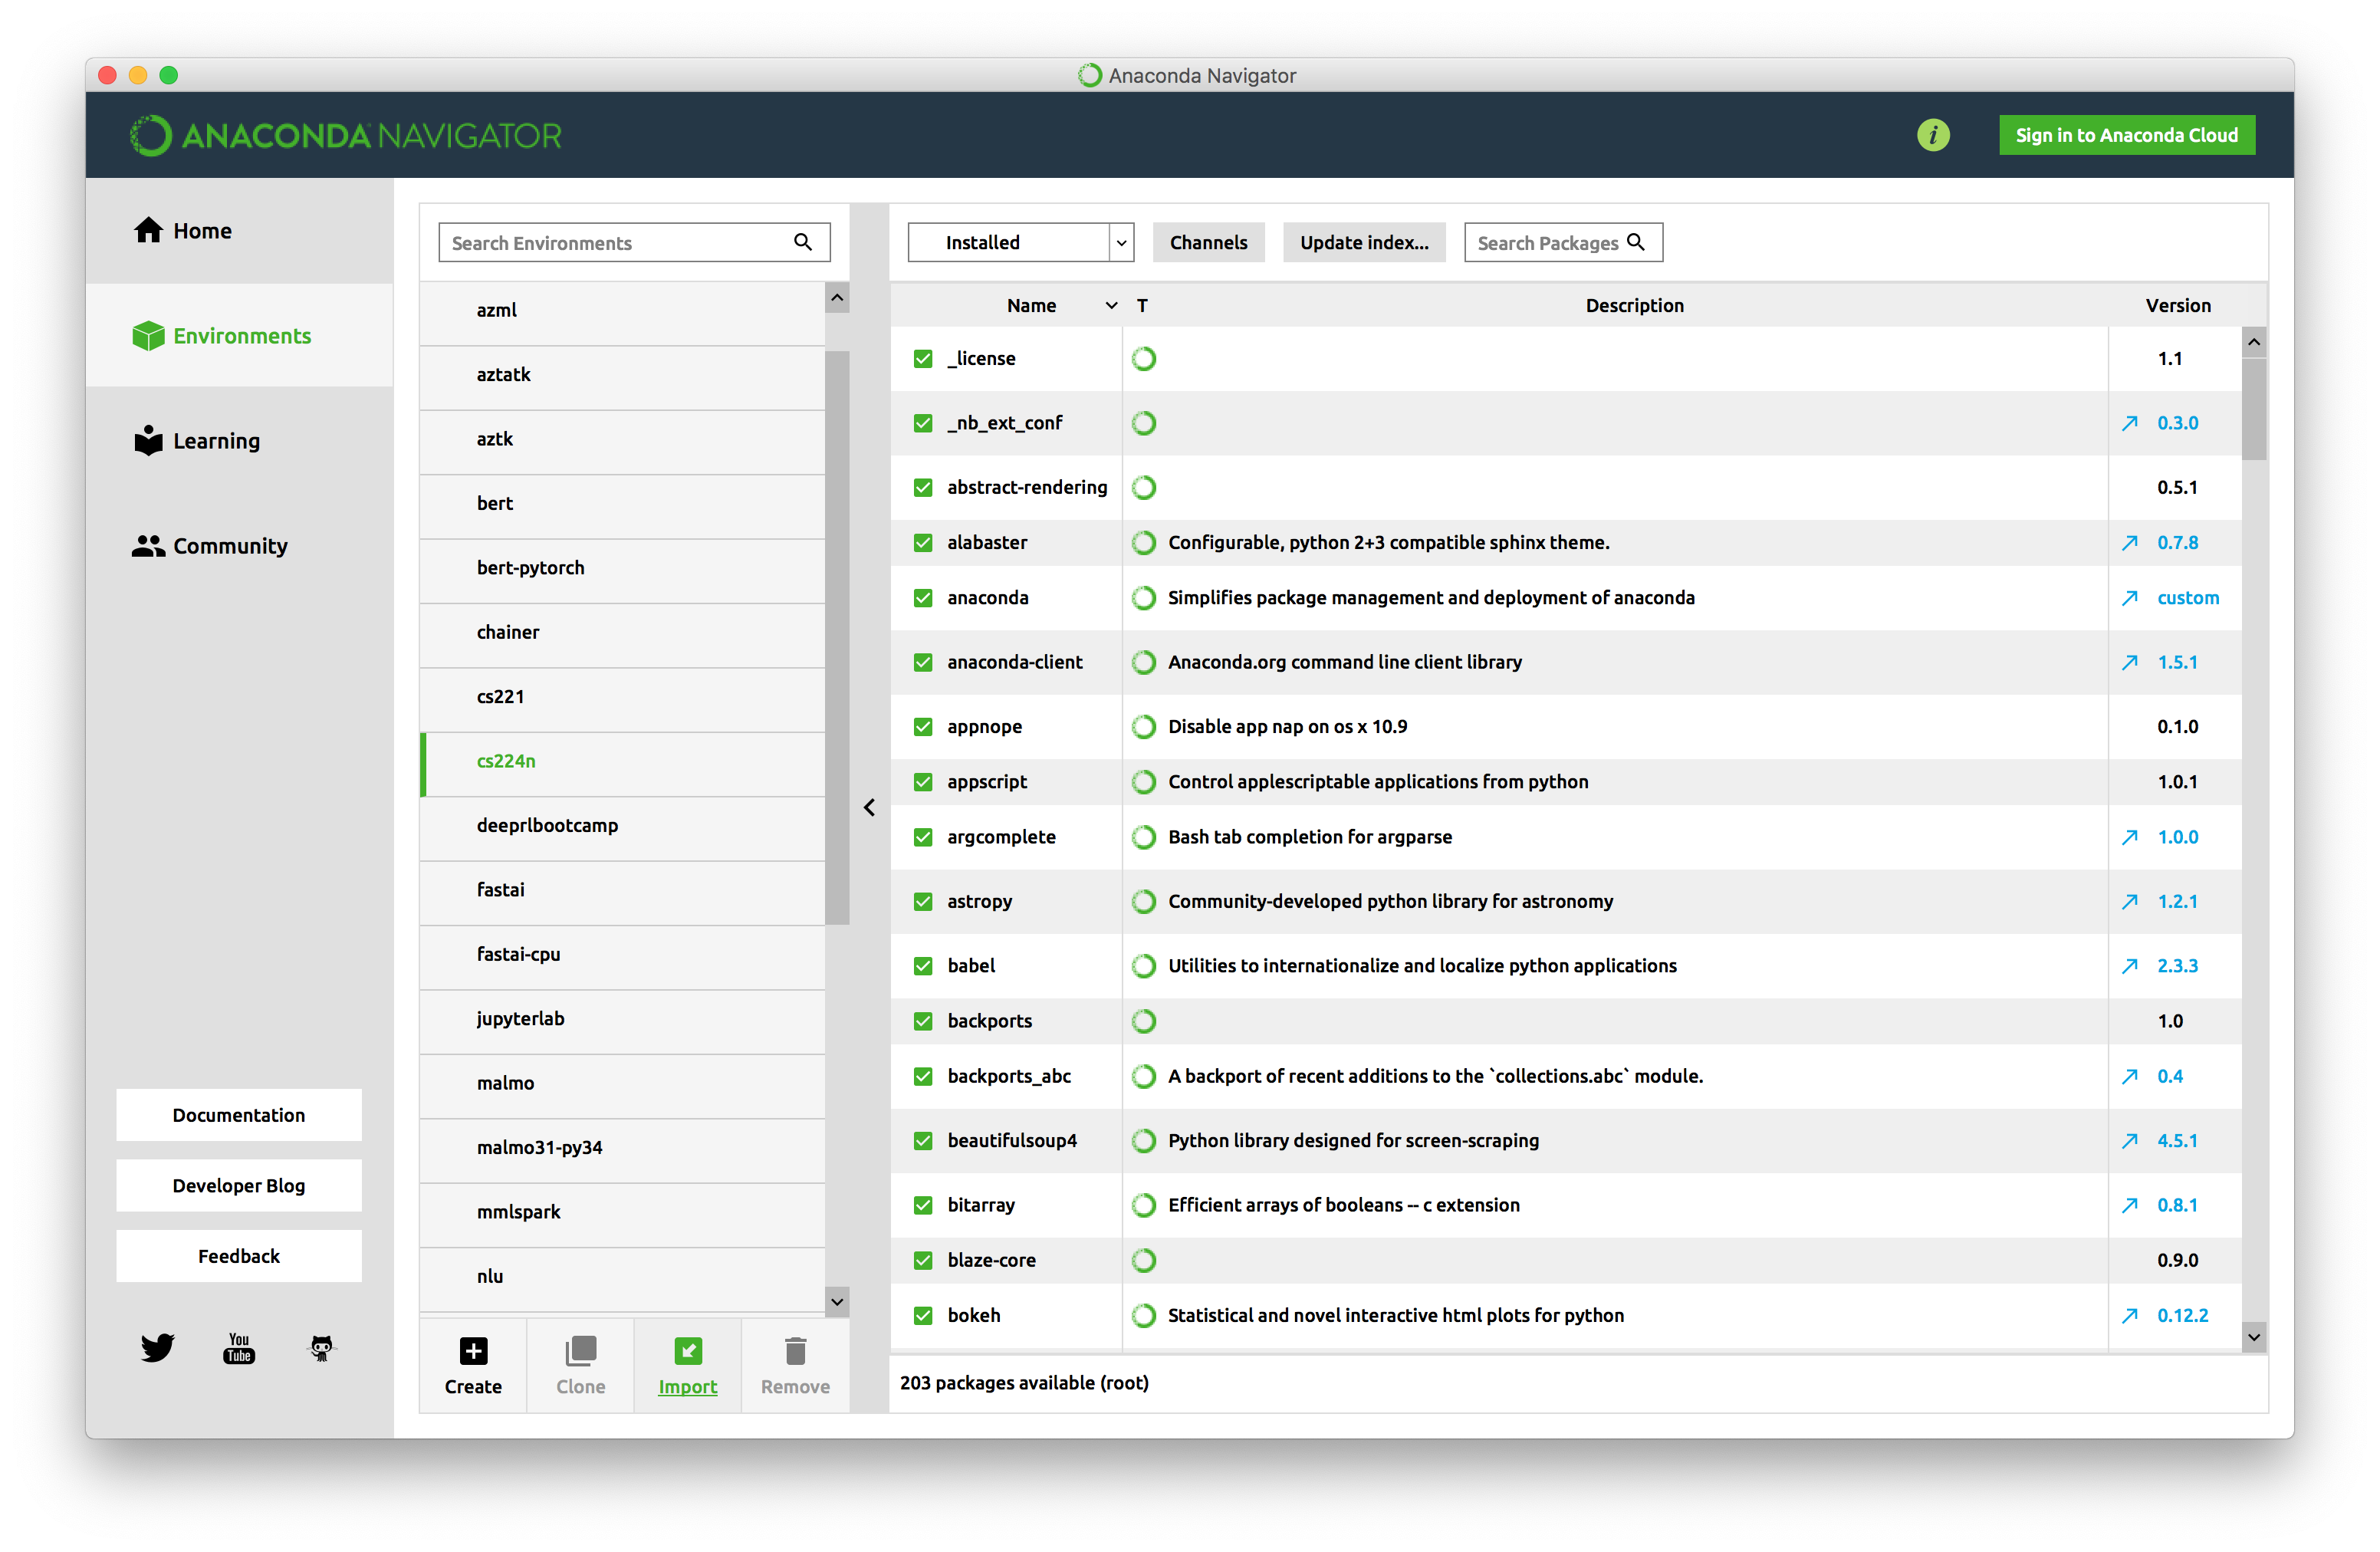 Anaconda Navigator
ANACONDA NAVIGATOR
i
Sign in to Anaconda Cloud
Home
Environments
Learning
Community
Documentation
Developer Blog
Feedback
You
Tube
Search Environments
azml
aztatk
aztk
bert
bert-pytorch
chainer
cs221
cs224n
deeprlbootcamp
fastai
fastai-cpu
jupyterlab
malmo
malmo31-py34
mmlspark
nlu
Create
Clone
Import
Remove
Installed
Channels
Update index...
Search Packages
Name T Description Version
_license 1.1
_nb_ext_conf 0.3.0
abstract-rendering 0.5.1
alabaster Configurable, python 2+3 compatible sphinx theme. 0.7.8
anaconda Simplifies package management and deployment of anaconda custom
anaconda-client Anaconda.org command line client library 1.5.1
appnope Disable app nap on os x 10.9 0.1.0
appscript Control applescriptable applications from python 1.0.1
argcomplete Bash tab completion for argparse 1.0.0
astropy Community-developed python library for astronomy 1.2.1
babel Utilities to internationalize and localize python applications 2.3.3
backports 1.0
backports_abc A backport of recent additions to the `collections.abc` module. 0.4
beautifulsoup4 Python library designed for screen-scraping 4.5.1
bitarray Efficient arrays of booleans -- c extension 0.8.1
blaze-core 0.9.0
bokeh Statistical and novel interactive html plots for python 0.12.2
203 packages available (root)